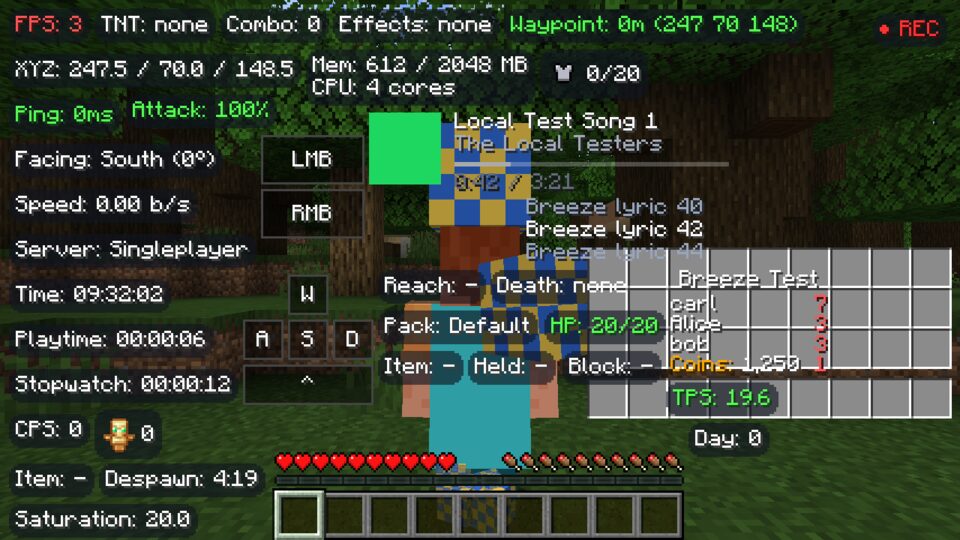 FPS: 3 TNT: none Combo: 0 Effects: none Waypoint: 0m (247 70 148) REC
XYZ: 247.5 / 70.0 / 148.5 Mem: 612 / 2048 MB
CPU: 4 cores
0/20
Ping: 0ms Attack: 100%
Local Test Song 1
The Local Testers
0:42 / 3:21
Facing: South (0°) LMB
Speed: 0.00 b/s RMB
Breeze lyric 40
Breeze lyric 42
Breeze lyric 44
Server: Singleplayer
Breeze Test
Time: 09:32:02 W Reach: - Death: none
carl 7
Alice 3
bob 3
Coins: 1,250 1
Playtime: 00:00:06 A S D Pack: Default HP: 20/20
Stopwatch: 00:00:12 ^ Item: - Held: - Block: -
TPS: 19.6
CPS: 0 0 Day: 0
Item: - Despawn: 4:19
Saturation: 20.0